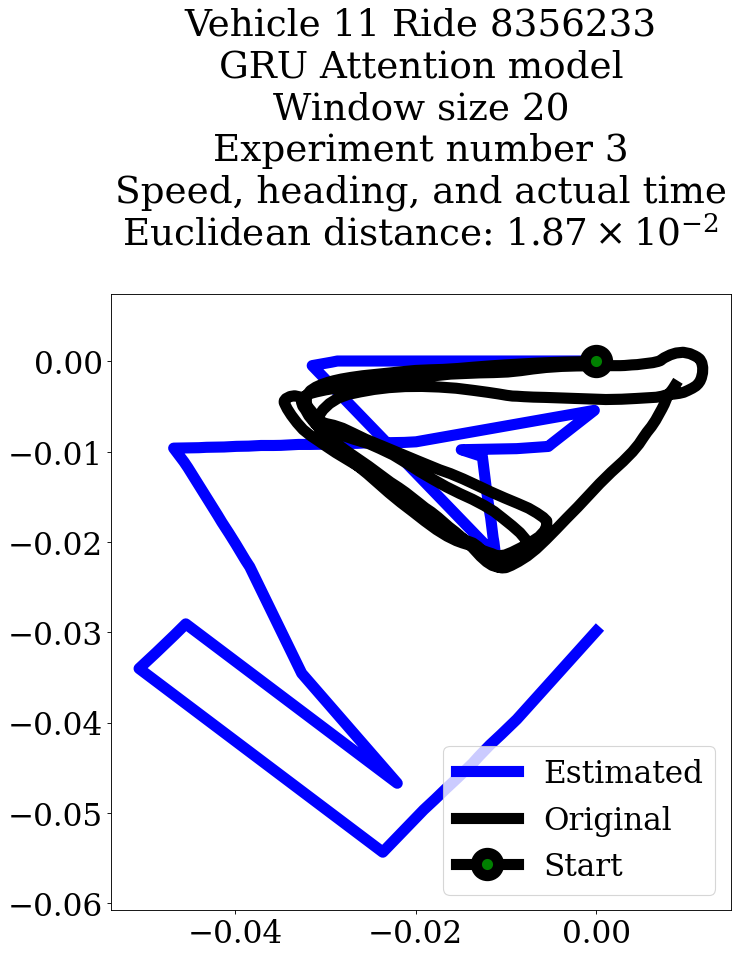 Vehicle 11 Ride 8356233
GRU Attention model
Window size 20
Experiment number 3
Speed, heading, and actual time
Euclidean distance: 1.87 × 10⁻²
0.00
−0.01
−0.02
−0.03
−0.04
−0.05
−0.06
Estimated
Original
Start
−0.04
−0.02
0.00